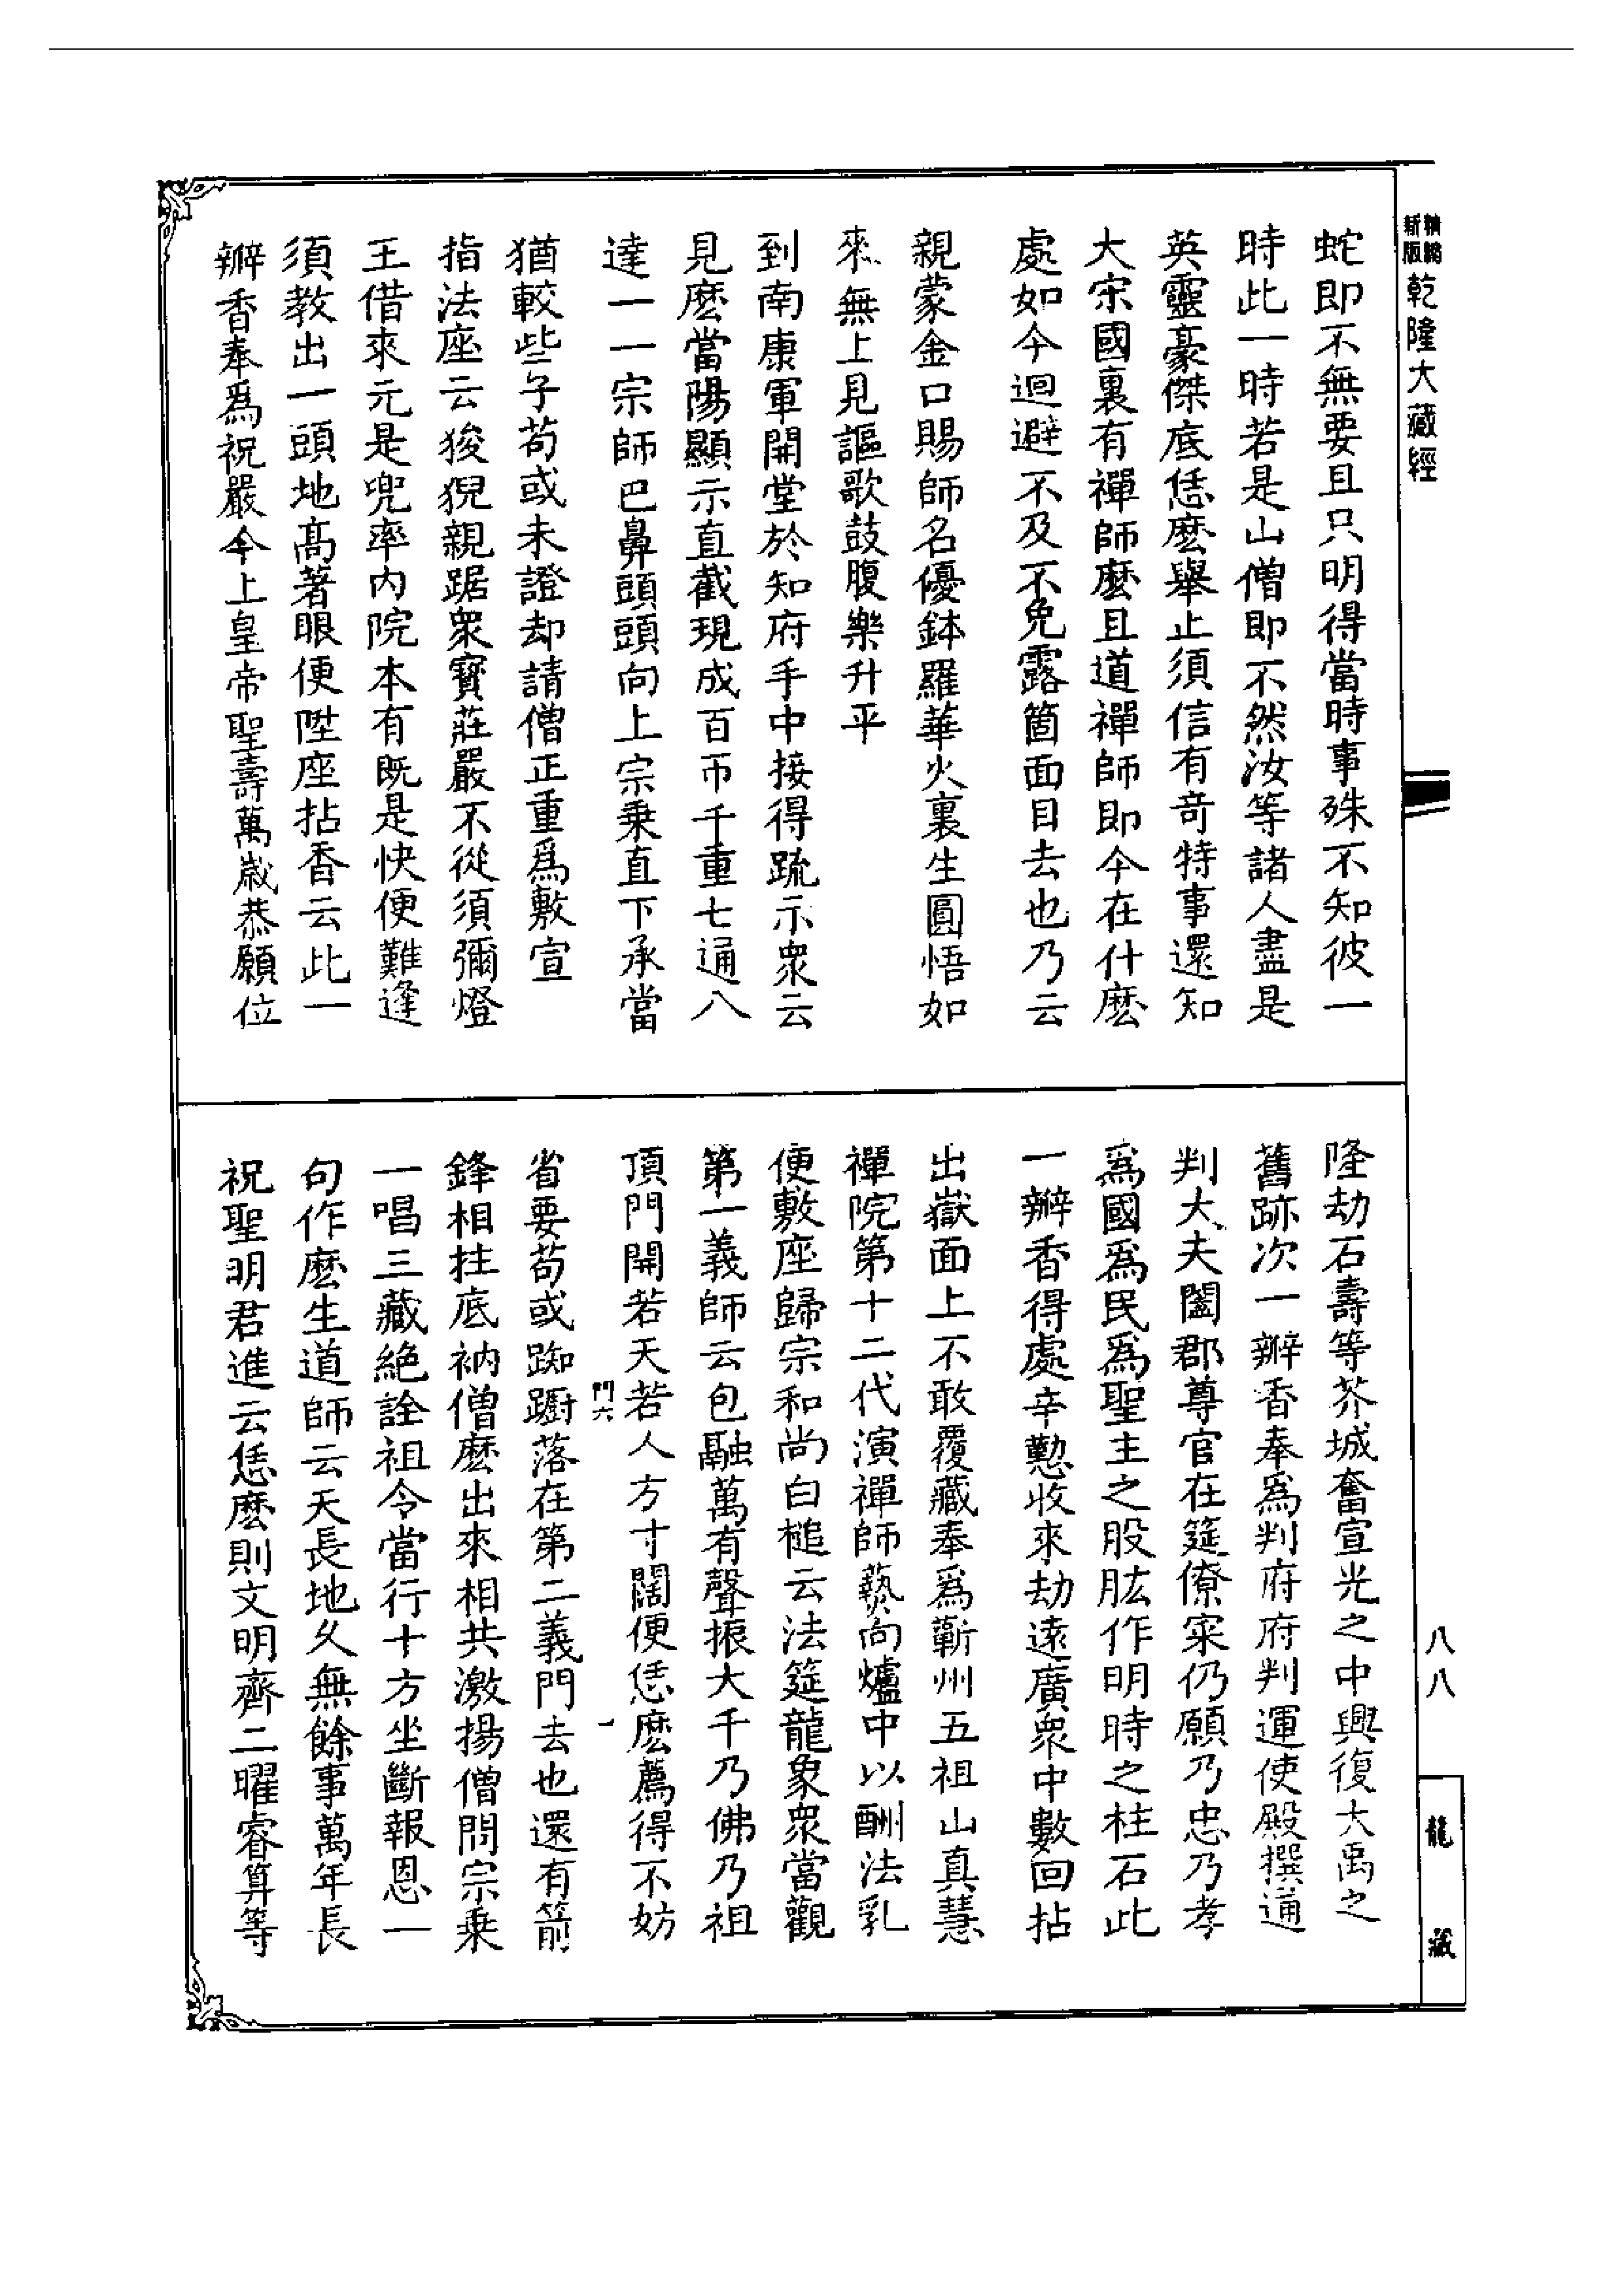 精編
新版
乾隆大藏經
蛇即不無要且只明得當時事殊不知彼一
時此一時若是山僧即不然汝等諸人盡是
英靈豪傑底恁麽舉止須信有奇特事還知
大宋國裏有禪師麽且道禪師即今在什麽
處如今迴避不及不免露箇面目去也乃云
親蒙金口賜師名優鉢羅華火裏生圓悟如
來無上見謳歌鼓腹樂升平
到南康軍開堂於知府手中接得䟽示衆云
見麽當陽顯示直截現成百帀千重七通八
達一一宗師巴鼻頭頭向上宗乗直下承當
猶較些子苟或未證却請僧正重爲敷宣
指法座云狻猊親踞衆寳莊嚴不從須彌燈
王借來元是兜率內院本有既是快便難逢
須教出一頭地高著眼便陞座拈香云此一
瓣香奉爲祝嚴今上皇帝聖壽萬歲恭願位
隆劫石壽等芥城奮宣光之中興復大禹之
舊跡次一瓣香奉爲判府府判運使殿撰通
判大夫闔郡尊官在筵僚寀仍願乃忠乃孝
爲國爲民爲聖主之股肱作明時之柱石此
一瓣香得處辛懃收來劫遠廣衆中數回拈
出嶽面上不敢覆藏奉爲蘄州五祖山真慧
禪院第十二代演禪師爇向爐中以酬法乳
便敷座歸宗和尚白槌云法筵龍象衆當觀
第一義師云包融萬有聲振大千乃佛乃祖
頂門開若天若人方寸闊便恁麽薦得不妨
門六
一
省要苟或踟躕落在第二義門去也還有箭
鋒相拄底衲僧麽出來相共激揚僧問宗乗
一唱三藏絕詮祖令當行十方坐斷報恩一
句作麽生道師云天長地久無餘事萬年長
祝聖明君進云恁麽則文明齊二曜睿算等
八八
龍藏